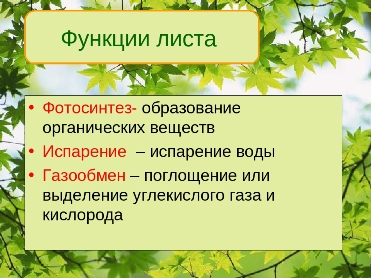 Функции листа
• Фотосинтез- образование
органических веществ
• Испарение – испарение воды
• Газообмен – поглощение или
выделение углекислого газа и
кислорода